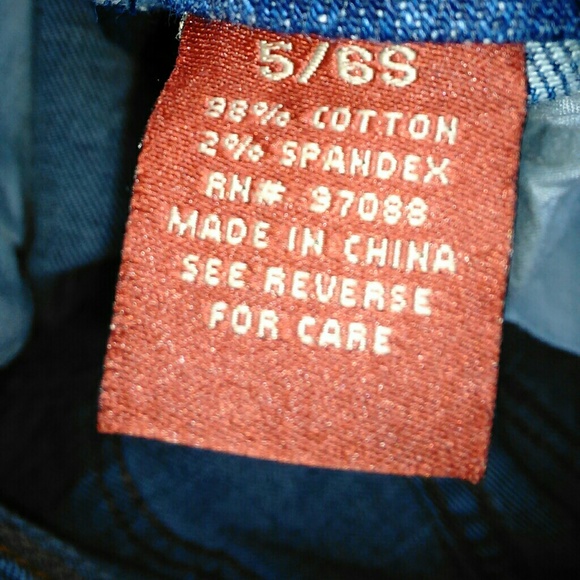 5/6S
98% COTTON
2% SPANDEX
RN# 97088
MADE IN CHINA
SEE REVERSE
FOR CARE